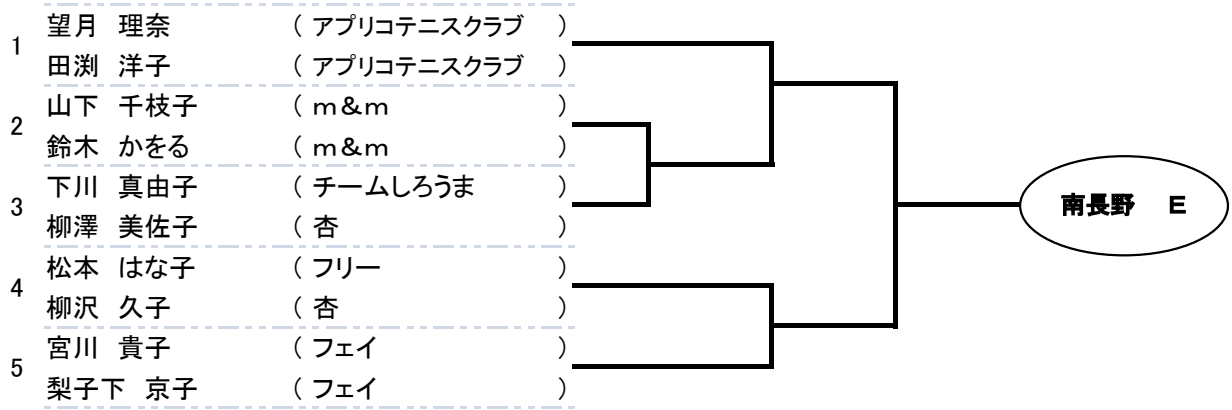 1
望月 理奈 ( アプリコテニスクラブ )
田渕 洋子 ( アプリコテニスクラブ )
2
山下 千枝子 ( m&m )
鈴木 かをる ( m&m )
3
下川 真由子 ( チームしろうま )
柳澤 美佐子 ( 杏 )
4
松本 はな子 ( フリー )
柳沢 久子 ( 杏 )
5
宮川 貴子 ( フェイ )
梨子下 京子 ( フェイ )
南長野 E